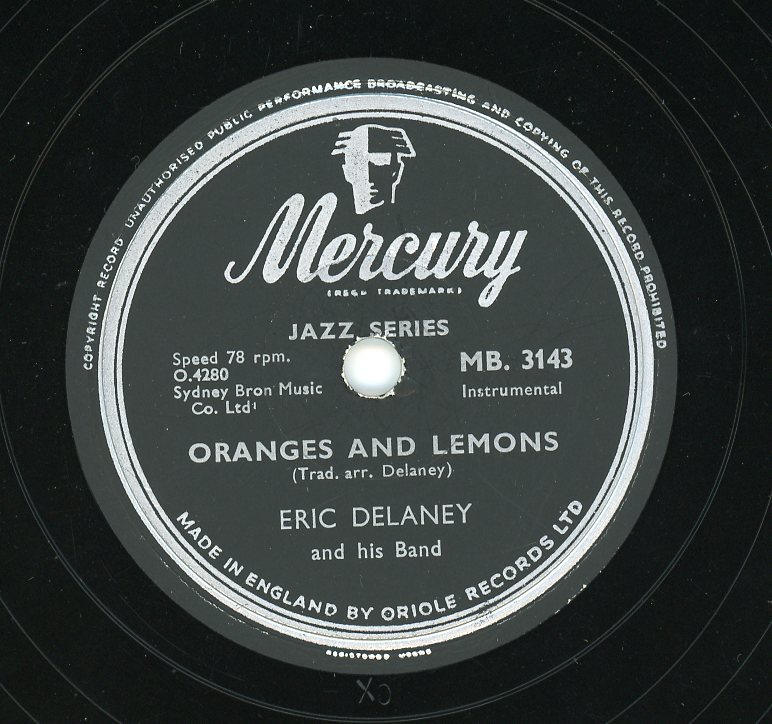 COPYRIGHT RECORD UNAUTHORISED PUBLIC PERFORMANCE BROADCASTING AND COPYING OF THIS RECORD PROHIBITED
Mercury
(REGD TRADEMARK)
JAZZ SERIES
Speed 78 rpm.
O.4280
Sydney Bron Music
Co. Ltd
MB. 3143
Instrumental
ORANGES AND LEMONS
(Trad. arr. Delaney)
ERIC DELANEY
and his Band
MADE IN ENGLAND BY ORIOLE RECORDS LTD
REGISTERED USERS